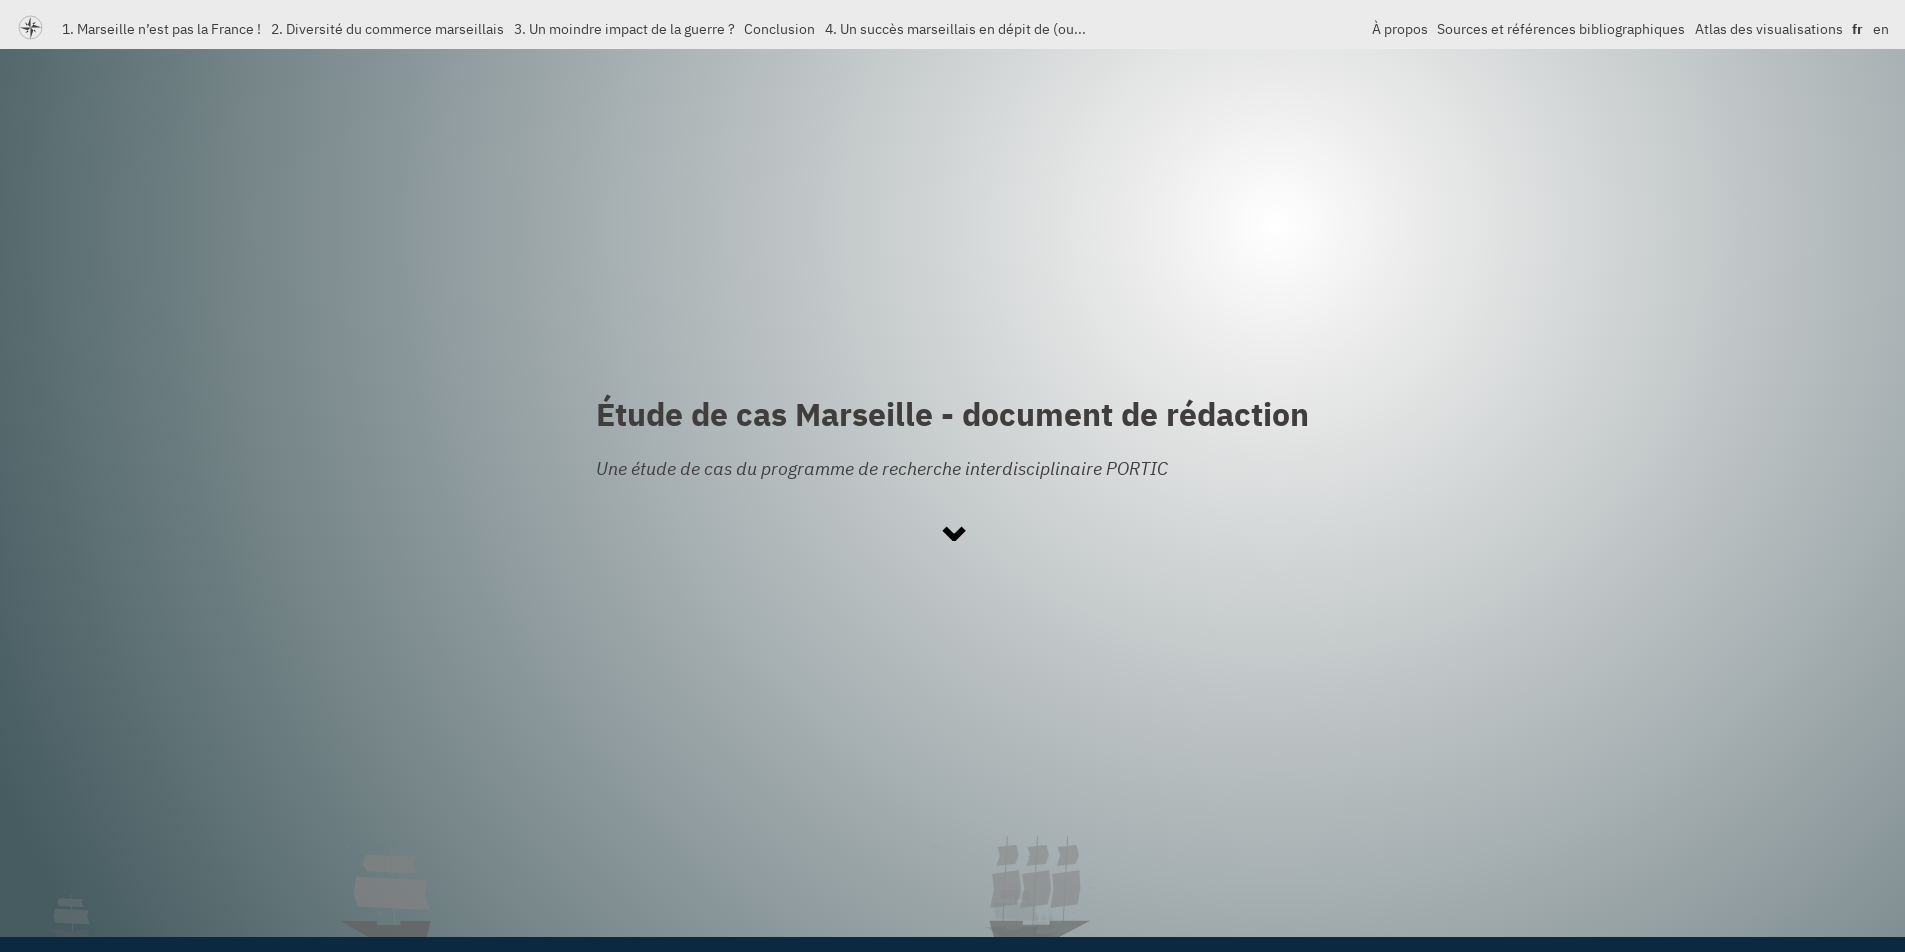 1. Marseille n’est pas la France ! 2. Diversité du commerce marseillais 3. Un moindre impact de la guerre ? Conclusion 4. Un succès marseillais en dépit de (ou... À propos Sources et références bibliographiques Atlas des visualisations fr en
Étude de cas Marseille - document de rédaction
Une étude de cas du programme de recherche interdisciplinaire PORTIC